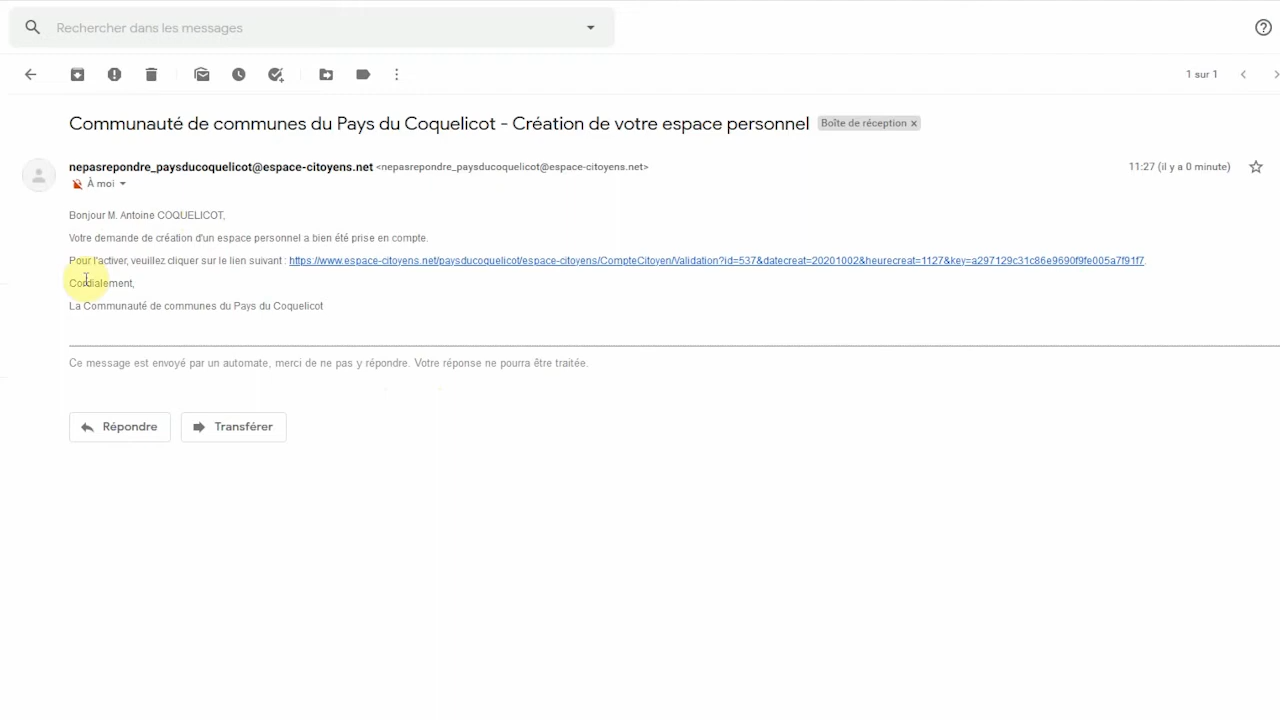 Rechercher dans les messages
1 sur 1
Communauté de communes du Pays du Coquelicot - Création de votre espace personnel Boîte de réception x
nepasrepondre_paysducoquelicot@espace-citoyens.net <nepasrepondre_paysducoquelicot@espace-citoyens.net> 11:27 (il y a 0 minute)
À moi
Bonjour M. Antoine COQUELICOT,
Votre demande de création d'un espace personnel a bien été prise en compte.
Pour l'activer, veuillez cliquer sur le lien suivant : https://www.espace-citoyens.net/paysducoquelicot/espace-citoyens/CompteCitoyen/Validation?id=537&datecreat=20201002&heurecreat=1127&key=a297129c31c86e9690f9fe005a7f91f7.
Cordialement,
La Communauté de communes du Pays du Coquelicot
Ce message est envoyé par un automate, merci de ne pas y répondre. Votre réponse ne pourra être traitée.
Répondre Transférer